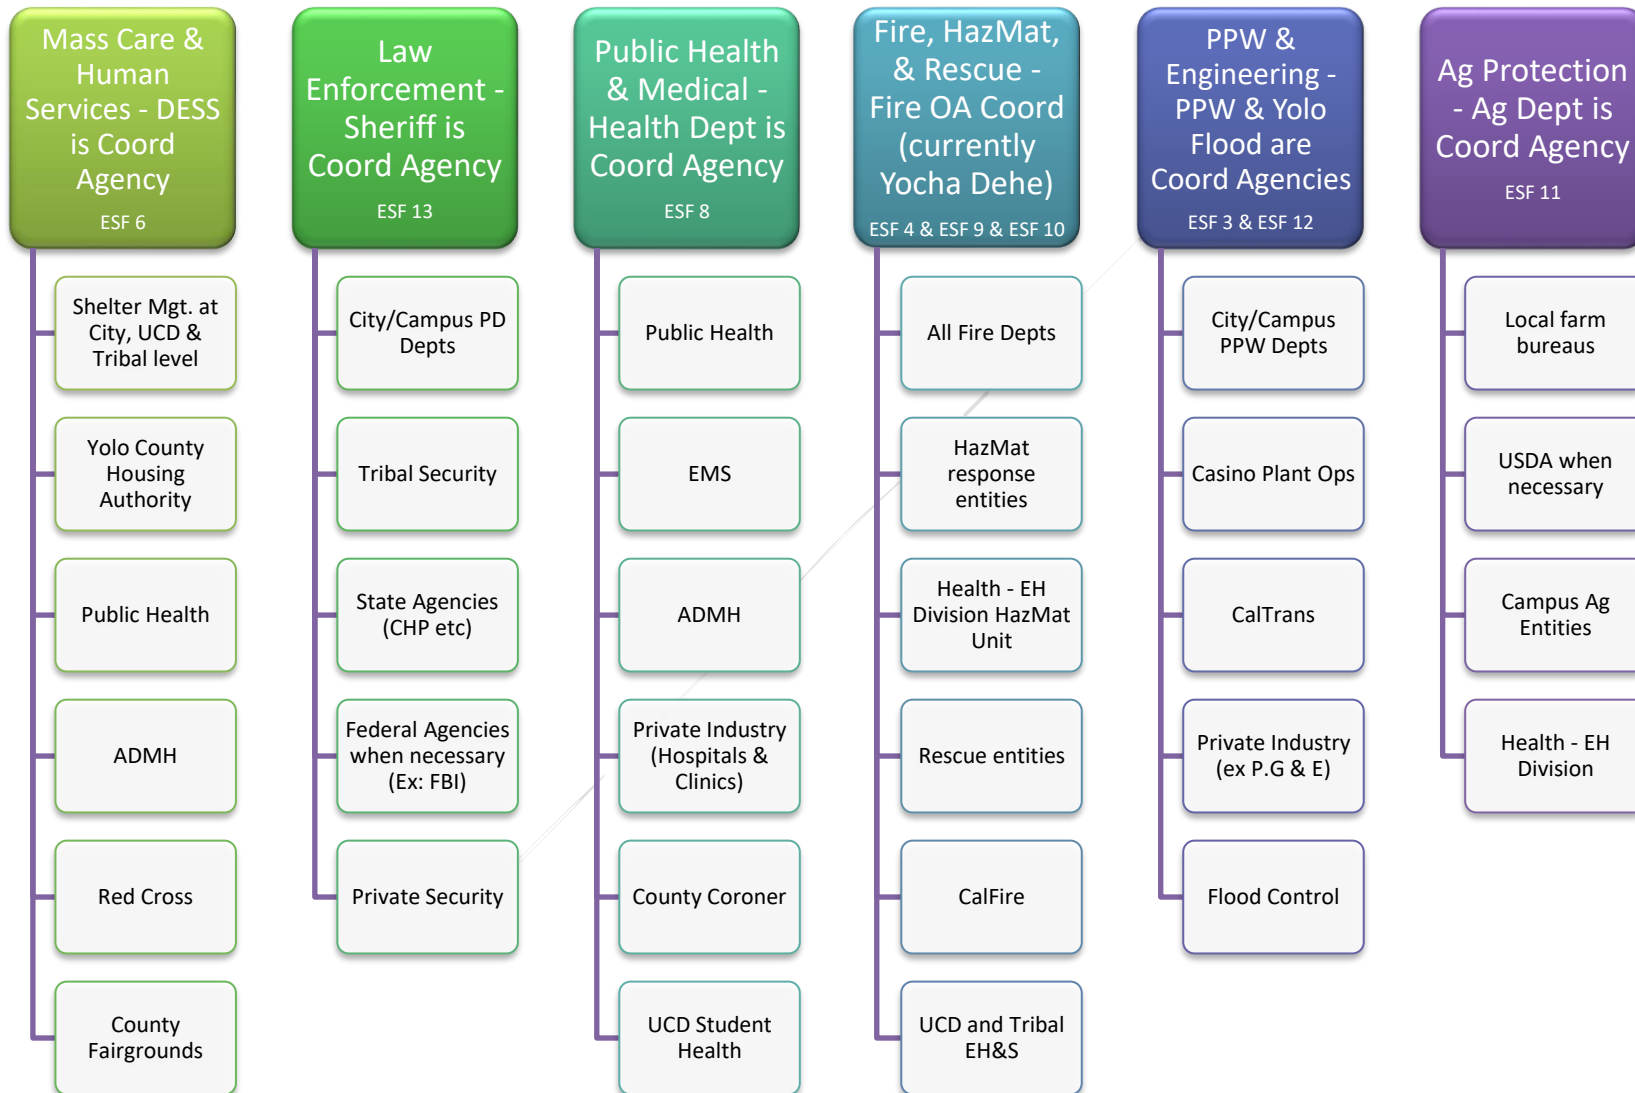 Mass Care &
Human
Services - DESS
is Coord
Agency
ESF 6
Shelter Mgt. at
City, UCD &
Tribal level
Yolo County
Housing
Authority
Public Health
ADMH
Red Cross
County
Fairgrounds
Law
Enforcement -
Sheriff is
Coord Agency
ESF 13
City/Campus PD
Depts
Tribal Security
State Agencies
(CHP etc)
Federal Agencies
when necessary
(Ex: FBI)
Private Security
Public Health
& Medical -
Health Dept is
Coord Agency
ESF 8
Public Health
EMS
ADMH
Private Industry
(Hospitals &
Clinics)
County Coroner
UCD Student
Health
Fire, HazMat,
& Rescue -
Fire OA Coord
(currently
Yocha Dehe)
ESF 4 & ESF 9 & ESF 10
All Fire Depts
HazMat
response
entities
Health - EH
Division HazMat
Unit
Rescue entities
CalFire
UCD and Tribal
EH&S
PPW &
Engineering -
PPW & Yolo
Flood are
Coord Agencies
ESF 3 & ESF 12
City/Campus
PPW Depts
Casino Plant Ops
CalTrans
Private Industry
(ex P.G & E)
Flood Control
Ag Protection
- Ag Dept is
Coord Agency
ESF 11
Local farm
bureaus
USDA when
necessary
Campus Ag
Entities
Health - EH
Division